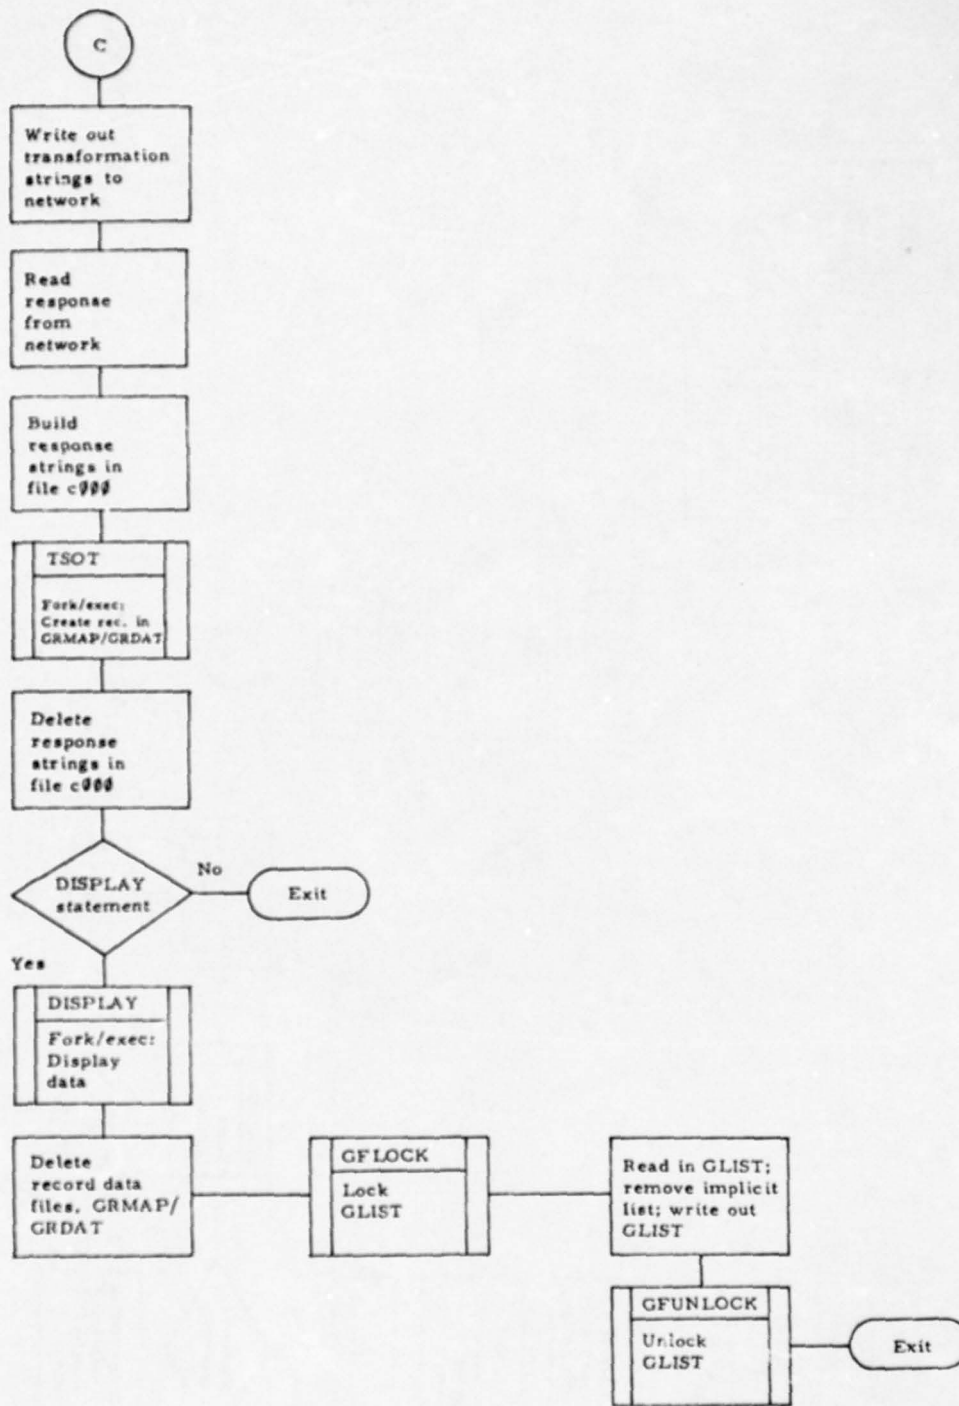 C
Write out
transformation
strings to
network
Read
response
from
network
Build
response
strings in
file c000
TSOT
Fork/exec:
Create rec. in
GRMAP/GRDAT
Delete
response
strings in
file c000
DISPLAY
statement
No
Exit
Yes
DISPLAY
Fork/exec:
Display
data
Delete
record data
files, GRMAP/
GRDAT
GFLOCK
Lock
GLIST
Read in GLIST;
remove implicit
list; write out
GLIST
GFUNLOCK
Unlock
GLIST
Exit